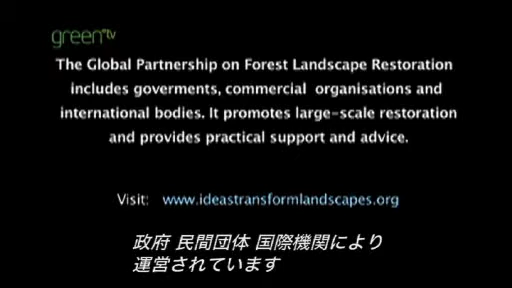 green tv
The Global Partnership on Forest Landscape Restoration
includes goverments, commercial organisations and
international bodies. It promotes large-scale restoration
and provides practical support and advice.
Visit: www.ideastransformlandscapes.org
政府 民間団体 国際機関により
運営されています